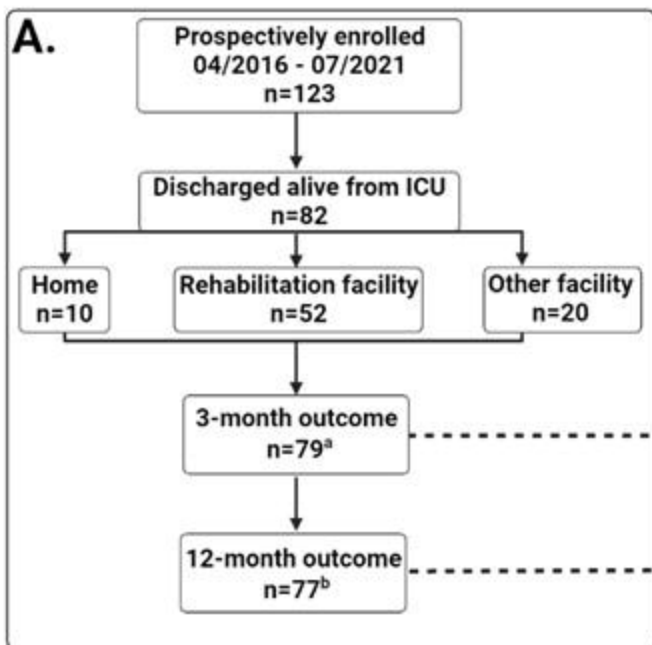 A.
Prospectively enrolled
04/2016 - 07/2021
n=123
Discharged alive from ICU
n=82
Home
n=10
Rehabilitation facility
n=52
Other facility
n=20
3-month outcome
n=79ᵃ
12-month outcome
n=77ᵇ